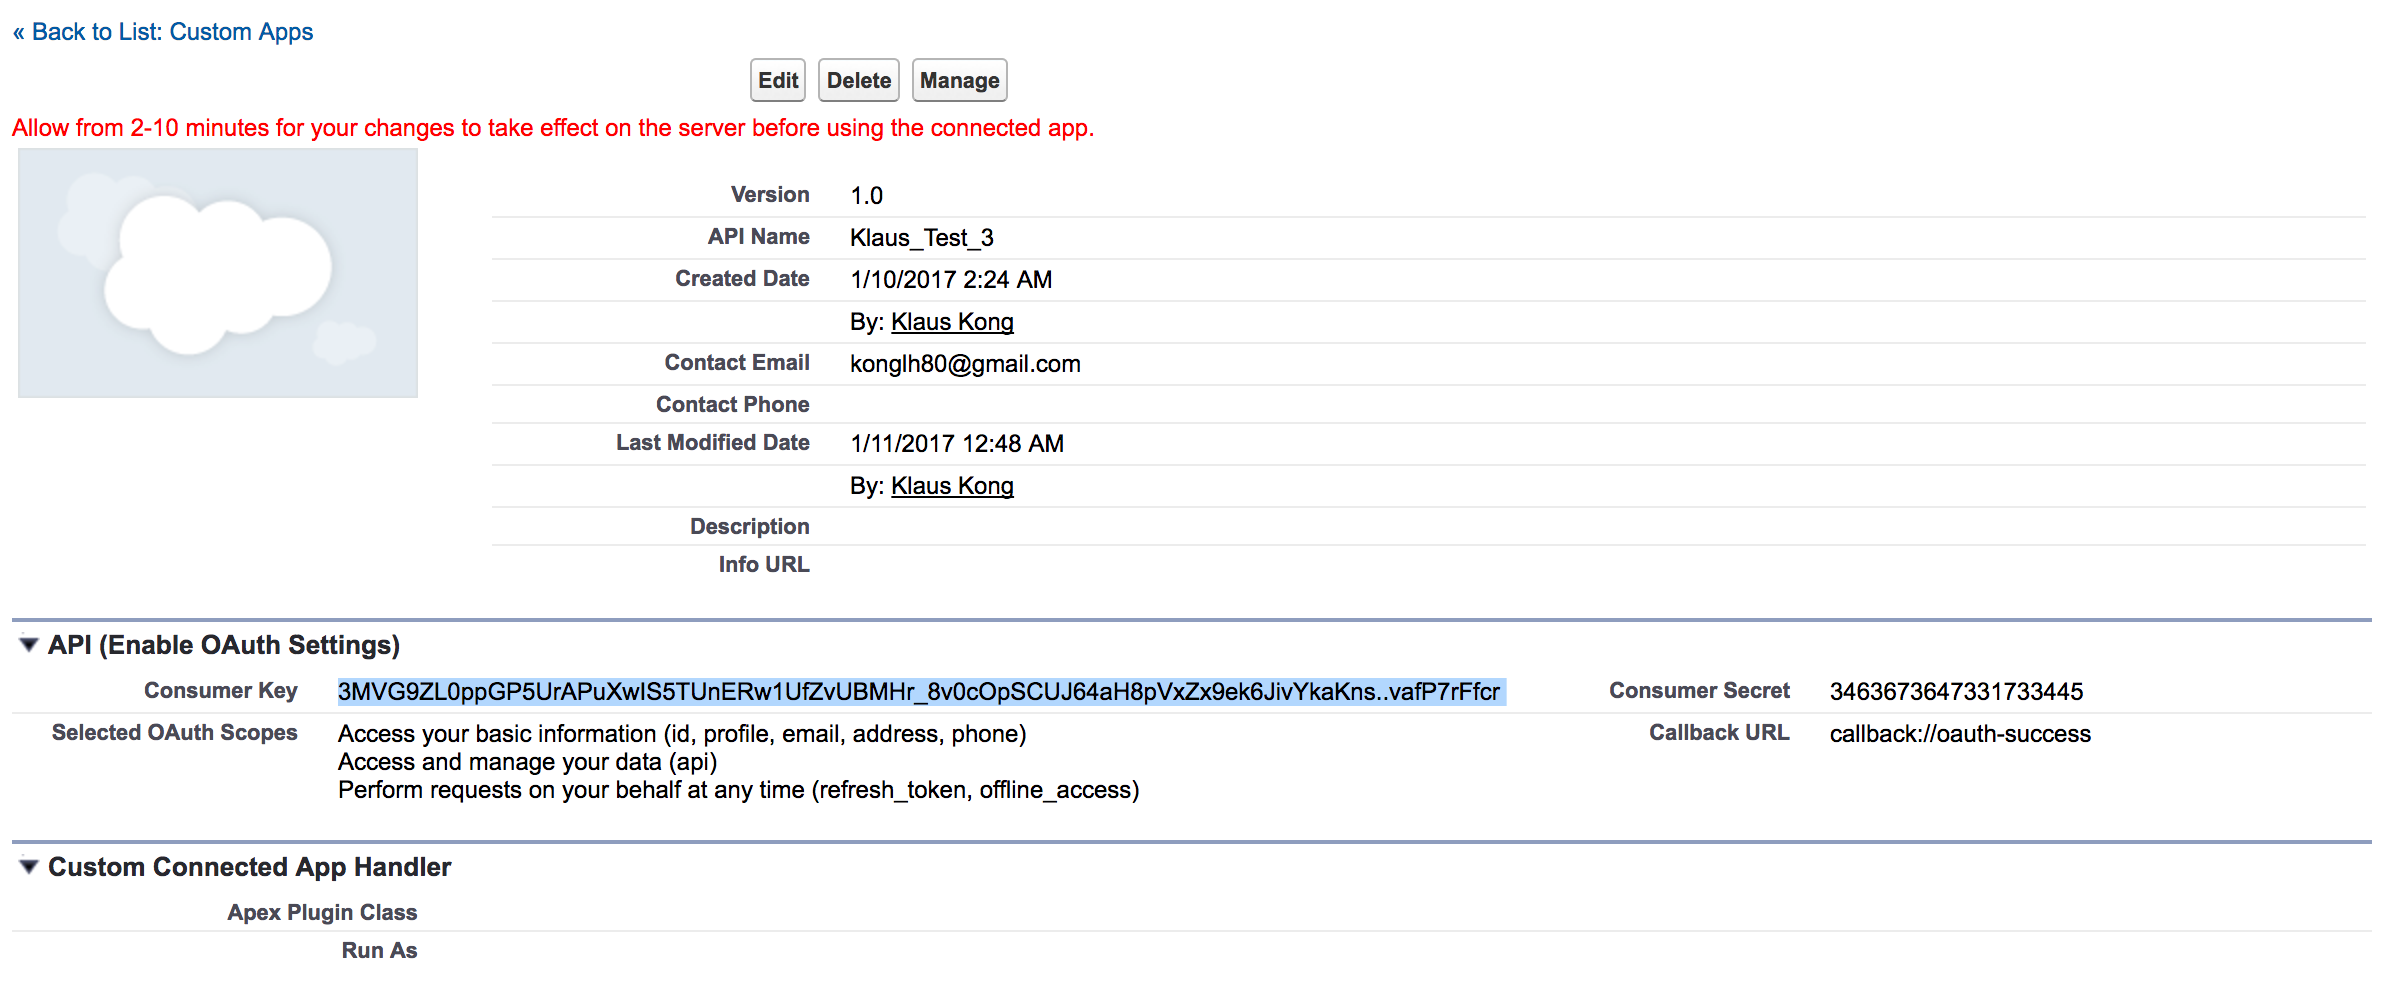 « Back to List: Custom Apps
Edit Delete Manage
Allow from 2-10 minutes for your changes to take effect on the server before using the connected app.
Version 1.0
API Name Klaus_Test_3
Created Date 1/10/2017 2:24 AM
By: Klaus Kong
Contact Email konglh80@gmail.com
Contact Phone
Last Modified Date 1/11/2017 12:48 AM
By: Klaus Kong
Description
Info URL
API (Enable OAuth Settings)
Consumer Key 3MVG9ZL0ppGP5UrAPuXwIS5TUnERw1UfZvUBMHr_8v0cOpSCUJ64aH8pVxZx9ek6JivYkaKns..vafP7rFfcr Consumer Secret 3463673647331733445
Selected OAuth Scopes Access your basic information (id, profile, email, address, phone) Callback URL callback://oauth-success
Access and manage your data (api)
Perform requests on your behalf at any time (refresh_token, offline_access)
Custom Connected App Handler
Apex Plugin Class
Run As